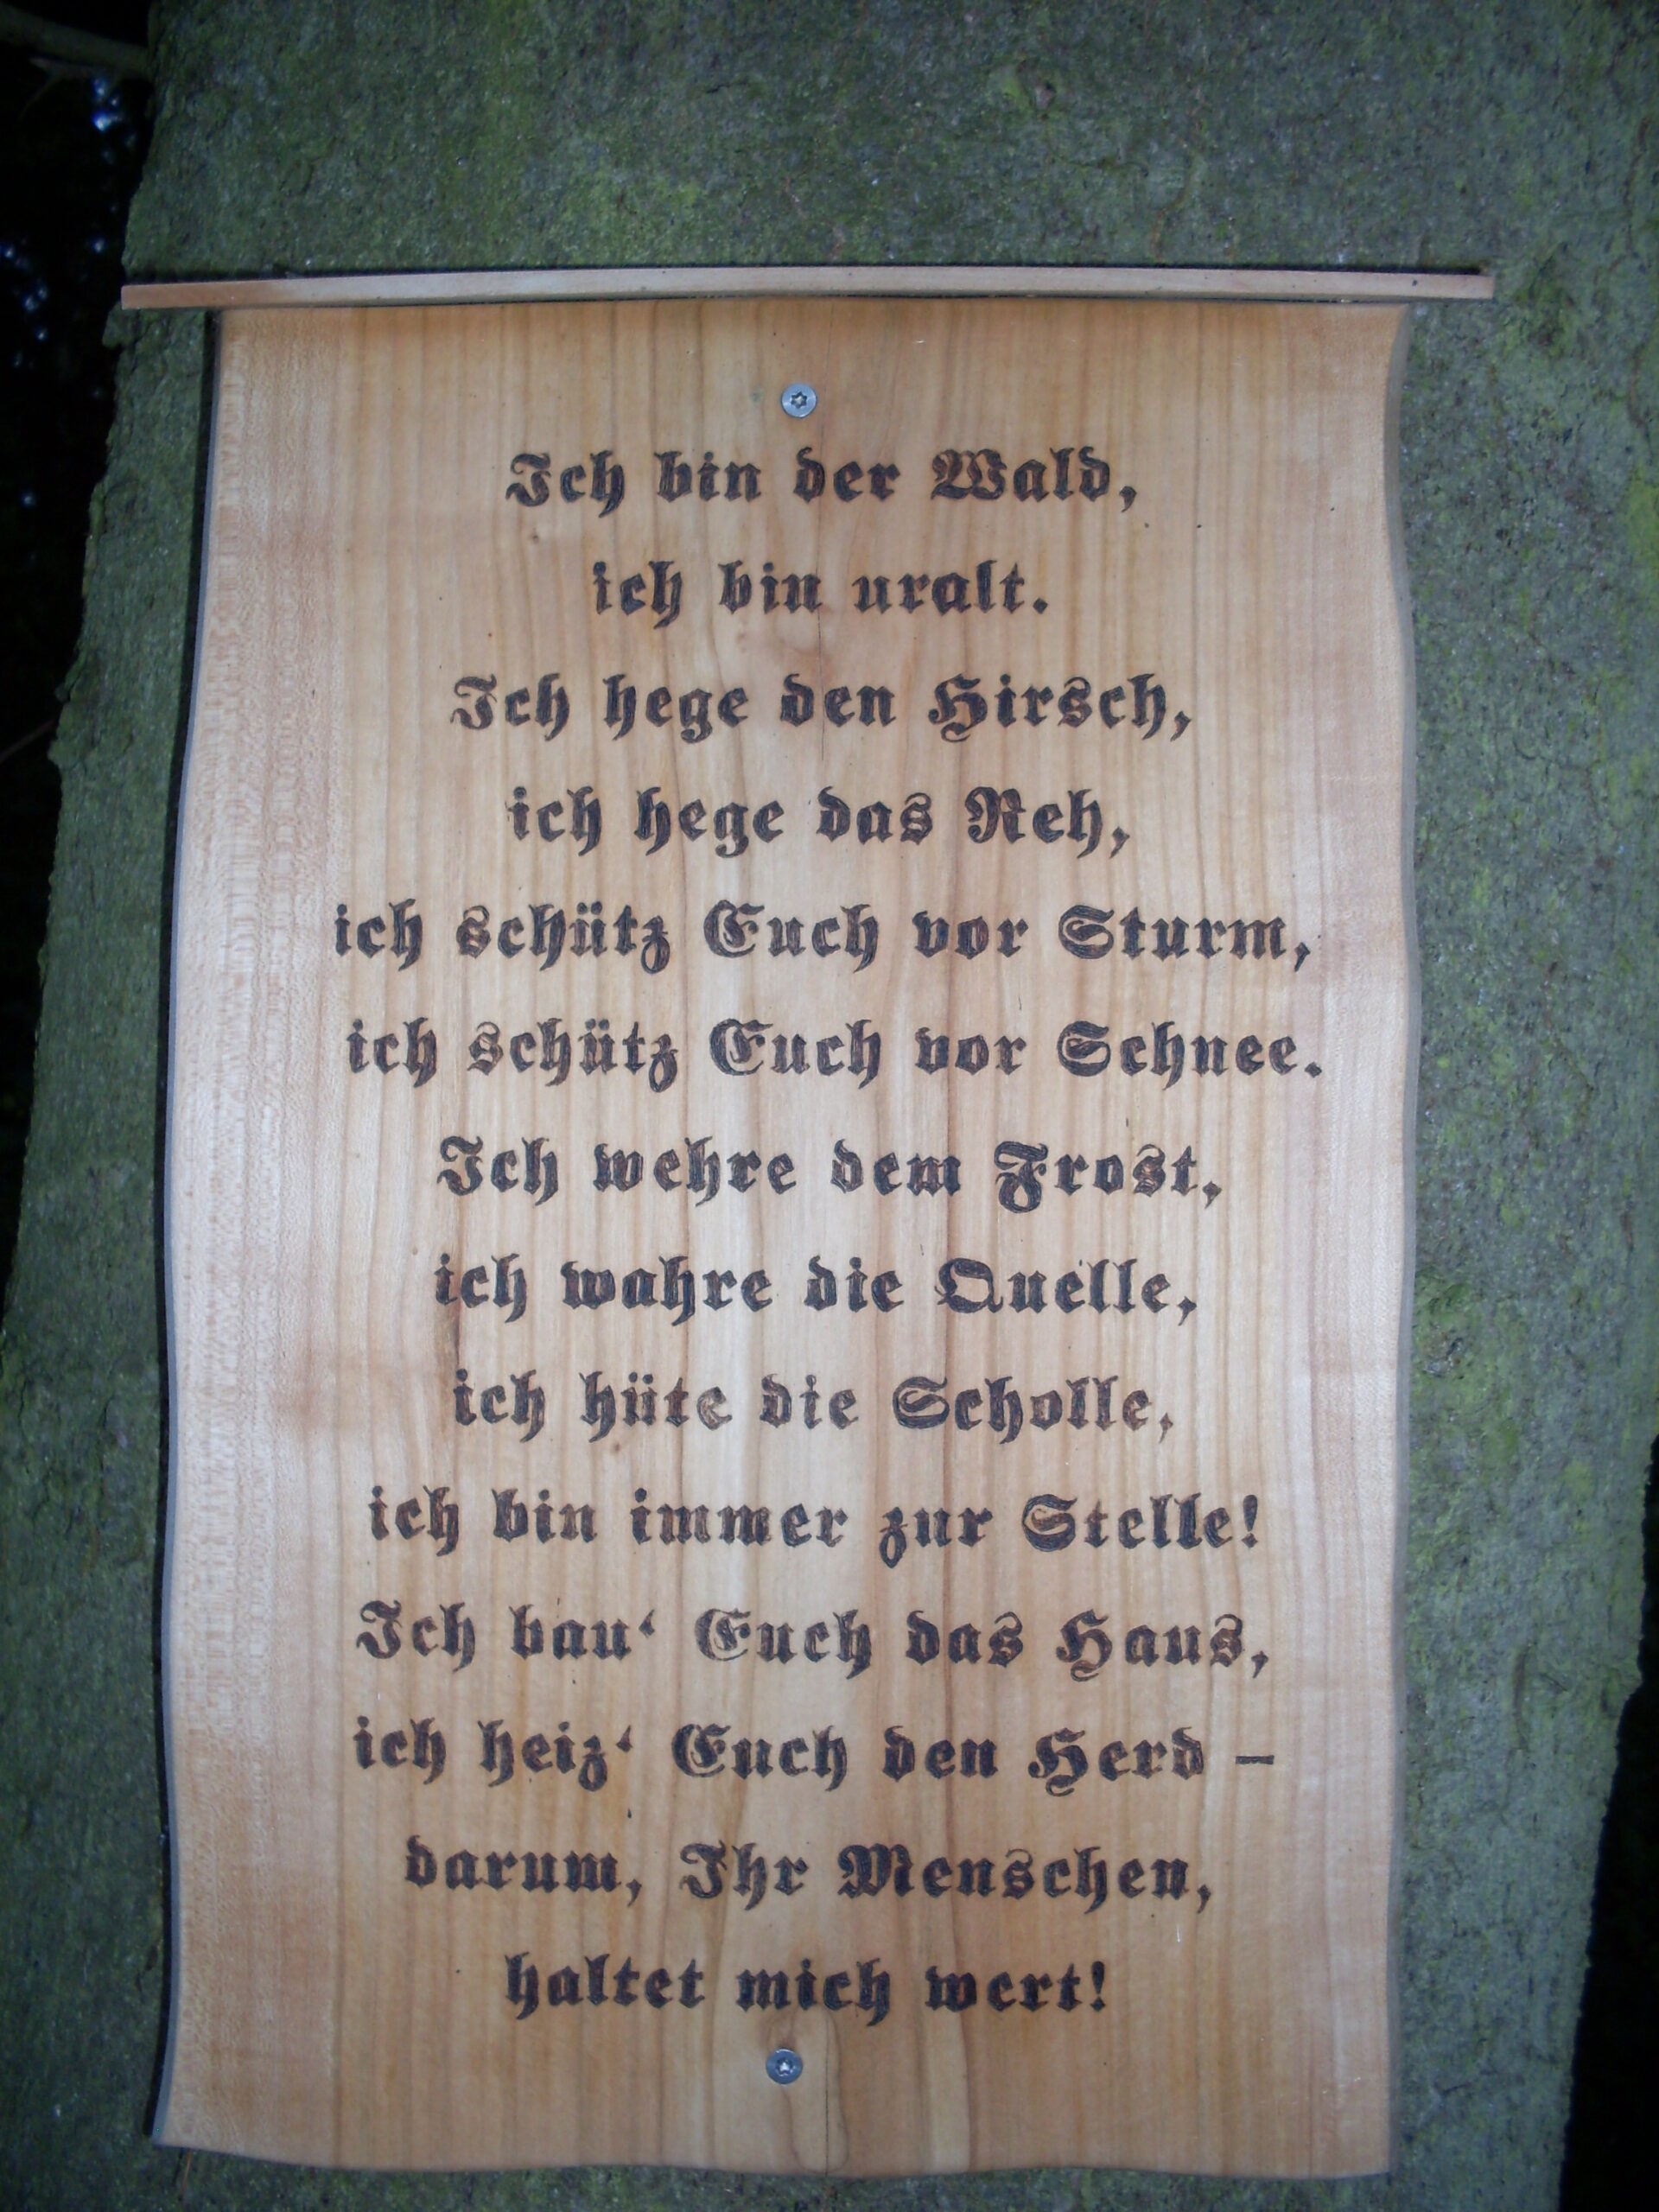 Ich bin der Wald,
ich bin uralt.
Ich hege den Hirsch,
ich hege das Reh,
ich schütz Euch vor Sturm,
ich schütz Euch vor Schnee.
Ich wehre dem Frost,
ich wahre die Quelle,
ich hüte die Scholle,
ich bin immer zur Stelle!
Ich bau‘ Euch das Haus,
ich heiz‘ Euch den Herd –
darum, Ihr Menschen,
haltet mich wert!